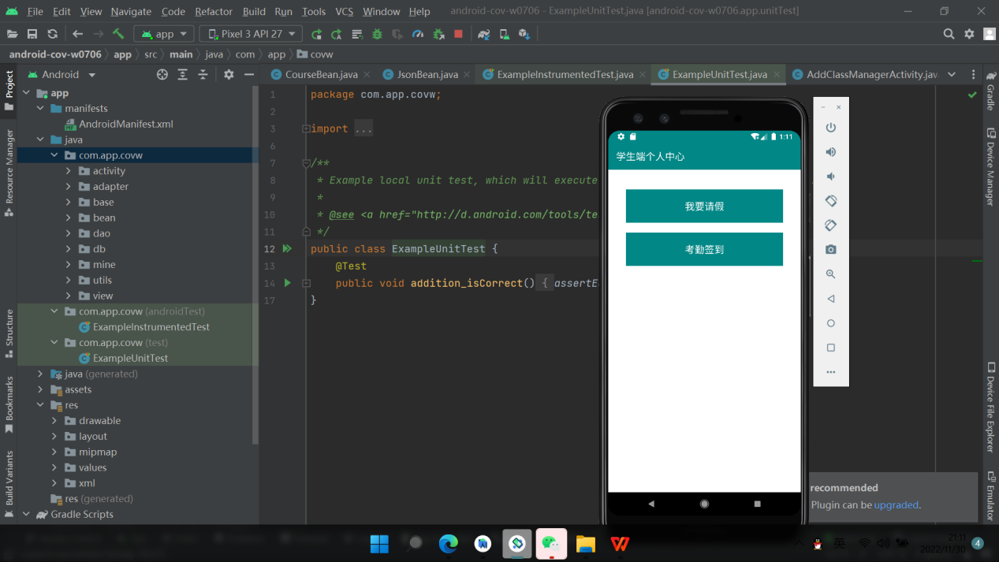 File Edit View Navigate Code Refactor Build Run Tools VCS Window Help android-cov-w0706 - ExampleUnitTest.java [android-cov-w0706.app.unitTest]
app Pixel 3 API 27
android-cov-w0706 app src main java com app covw
Android
CourseBean.java JsonBean.java ExampleInstrumentedTest.java ExampleUnitTest.java AddClassManagerActivity.jav
Project
Resource Manager
Structure
Bookmarks
Build Variants
app
manifests
AndroidManifest.xml
java
com.app.covw
activity
adapter
base
bean
dao
db
mine
utils
view
com.app.covw (androidTest)
ExampleInstrumentedTest
com.app.covw (test)
ExampleUnitTest
java (generated)
assets
res
drawable
layout
mipmap
values
xml
res (generated)
Gradle Scripts
1 package com.app.covw;
2
3 import ...
6
7 /**
8 * Example local unit test, which will execute
9 *
10 * @see <a href="http://d.android.com/tools/te
11 */
12 public class ExampleUnitTest {
13 @Test
14 public void addition_isCorrect() { assertE
17 }
1:11
学生端个人中心
我要请假
考勤签到
Gradle
Device Manager
Device File Explorer
Emulator
recommended
Plugin can be upgraded.
英
21:11
2022/11/30
4